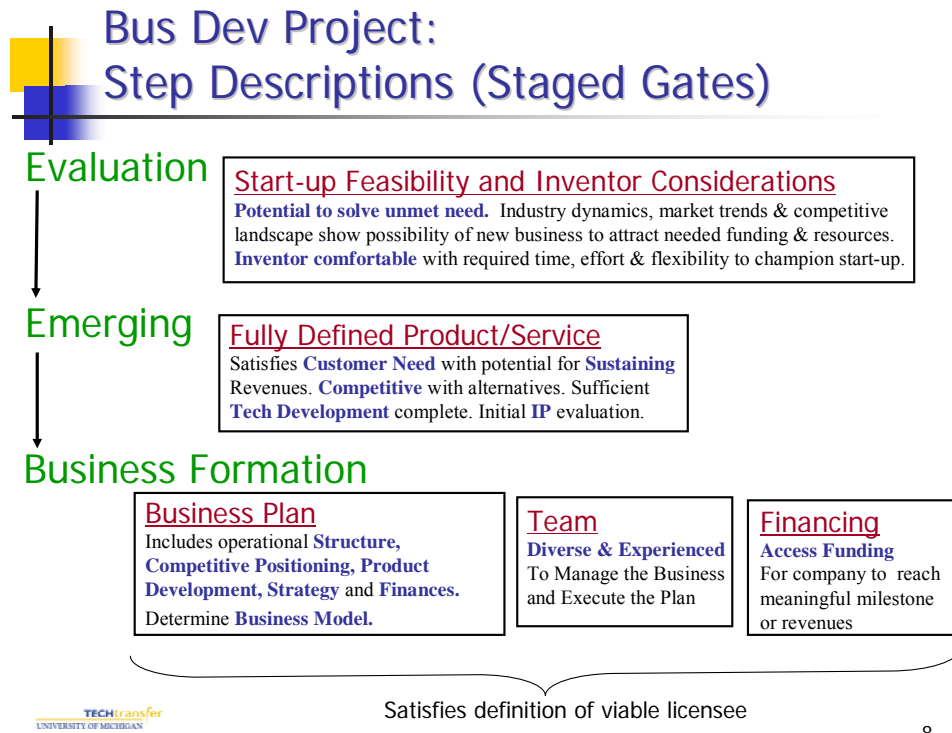 Bus Dev Project:
Step Descriptions (Staged Gates)
Evaluation
Start-up Feasibility and Inventor Considerations
Potential to solve unmet need. Industry dynamics, market trends & competitive
landscape show possibility of new business to attract needed funding & resources.
Inventor comfortable with required time, effort & flexibility to champion start-up.
Emerging
Fully Defined Product/Service
Satisfies Customer Need with potential for Sustaining
Revenues. Competitive with alternatives. Sufficient
Tech Development complete. Initial IP evaluation.
Business Formation
Business Plan
Includes operational Structure,
Competitive Positioning, Product
Development, Strategy and Finances.
Determine Business Model.
Team
Diverse & Experienced
To Manage the Business
and Execute the Plan
Financing
Access Funding
For company to reach
meaningful milestone
or revenues
Satisfies definition of viable licensee
TECHtransfer
UNIVERSITY OF MICHIGAN
8